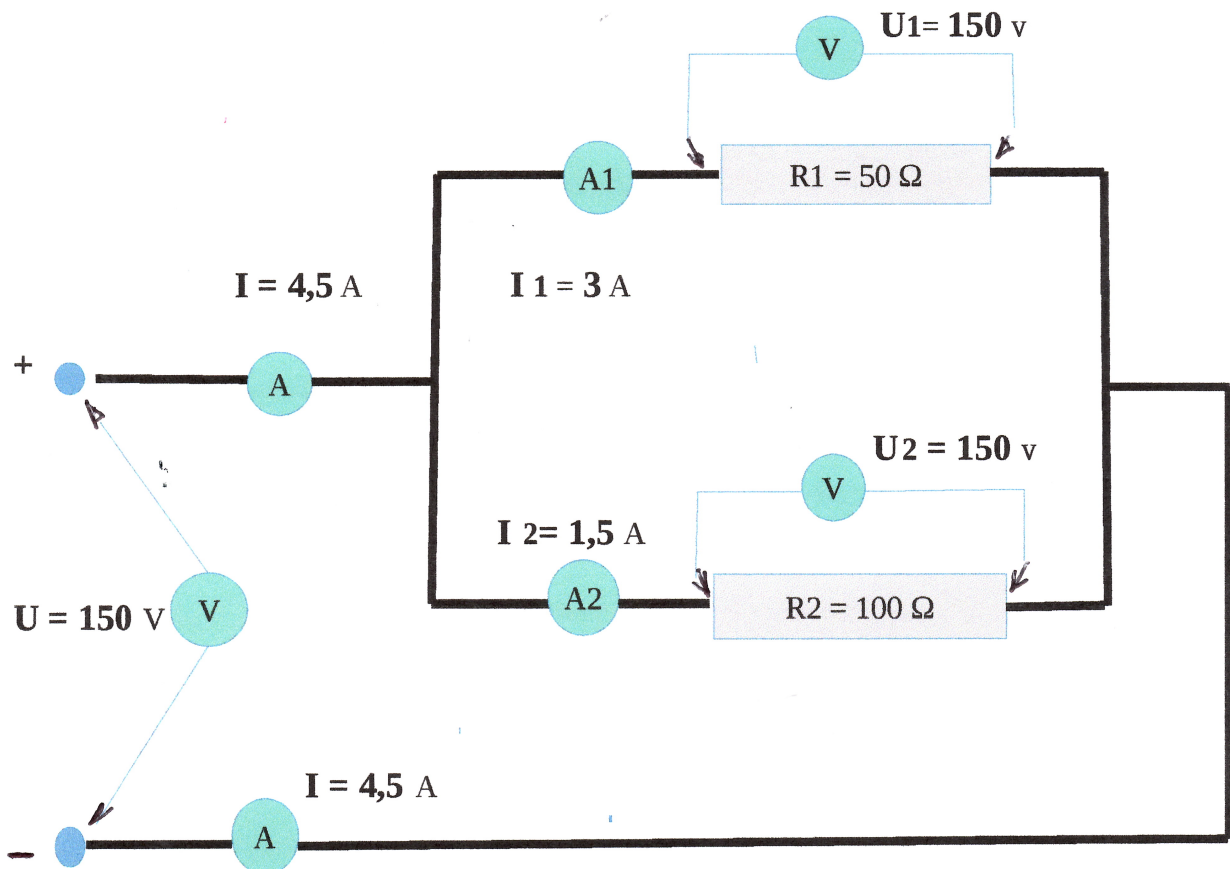 U1= 150 v
V
A1
R1 = 50 Ω
I = 4,5 A
I 1 = 3 A
+
A
U2 = 150 v
V
I 2= 1,5 A
A2
R2 = 100 Ω
U = 150 V
V
I = 4,5 A
A
–